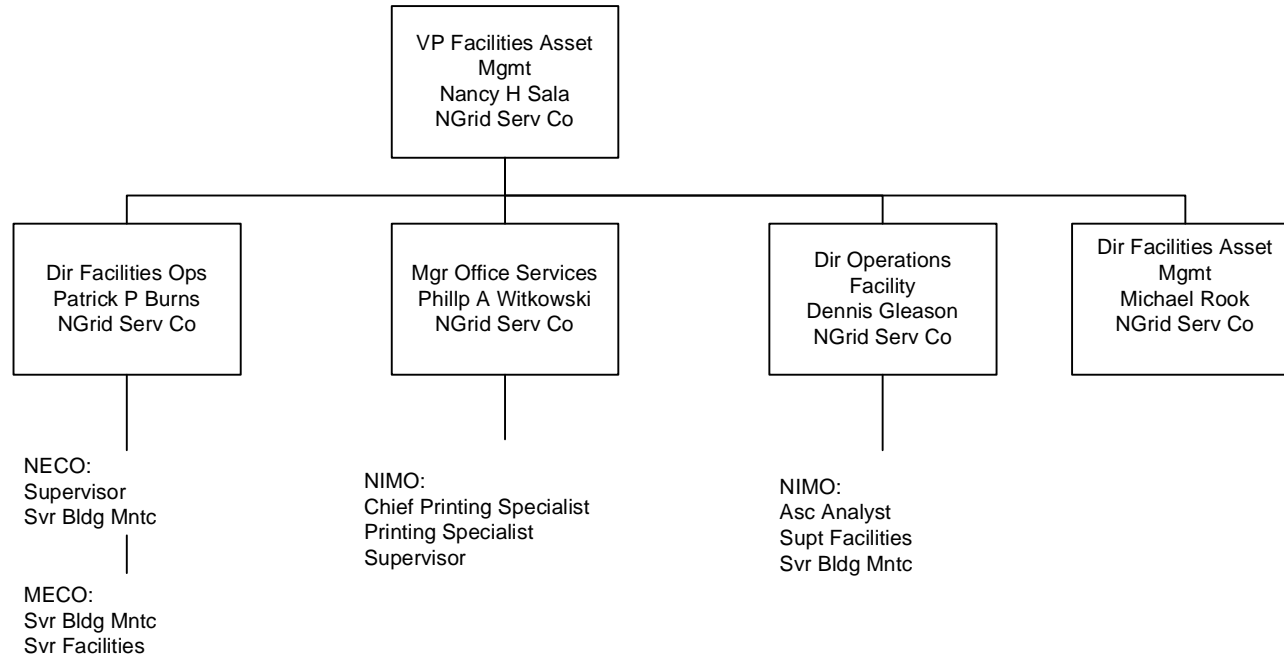 VP Facilities Asset
Mgmt
Nancy H Sala
NGrid Serv Co
Dir Facilities Ops
Patrick P Burns
NGrid Serv Co
Mgr Office Services
Phillp A Witkowski
NGrid Serv Co
Dir Operations
Facility
Dennis Gleason
NGrid Serv Co
Dir Facilities Asset
Mgmt
Michael Rook
NGrid Serv Co
NECO:
Supervisor
Svr Bldg Mntc
MECO:
Svr Bldg Mntc
Svr Facilities
NIMO:
Chief Printing Specialist
Printing Specialist
Supervisor
NIMO:
Asc Analyst
Supt Facilities
Svr Bldg Mntc